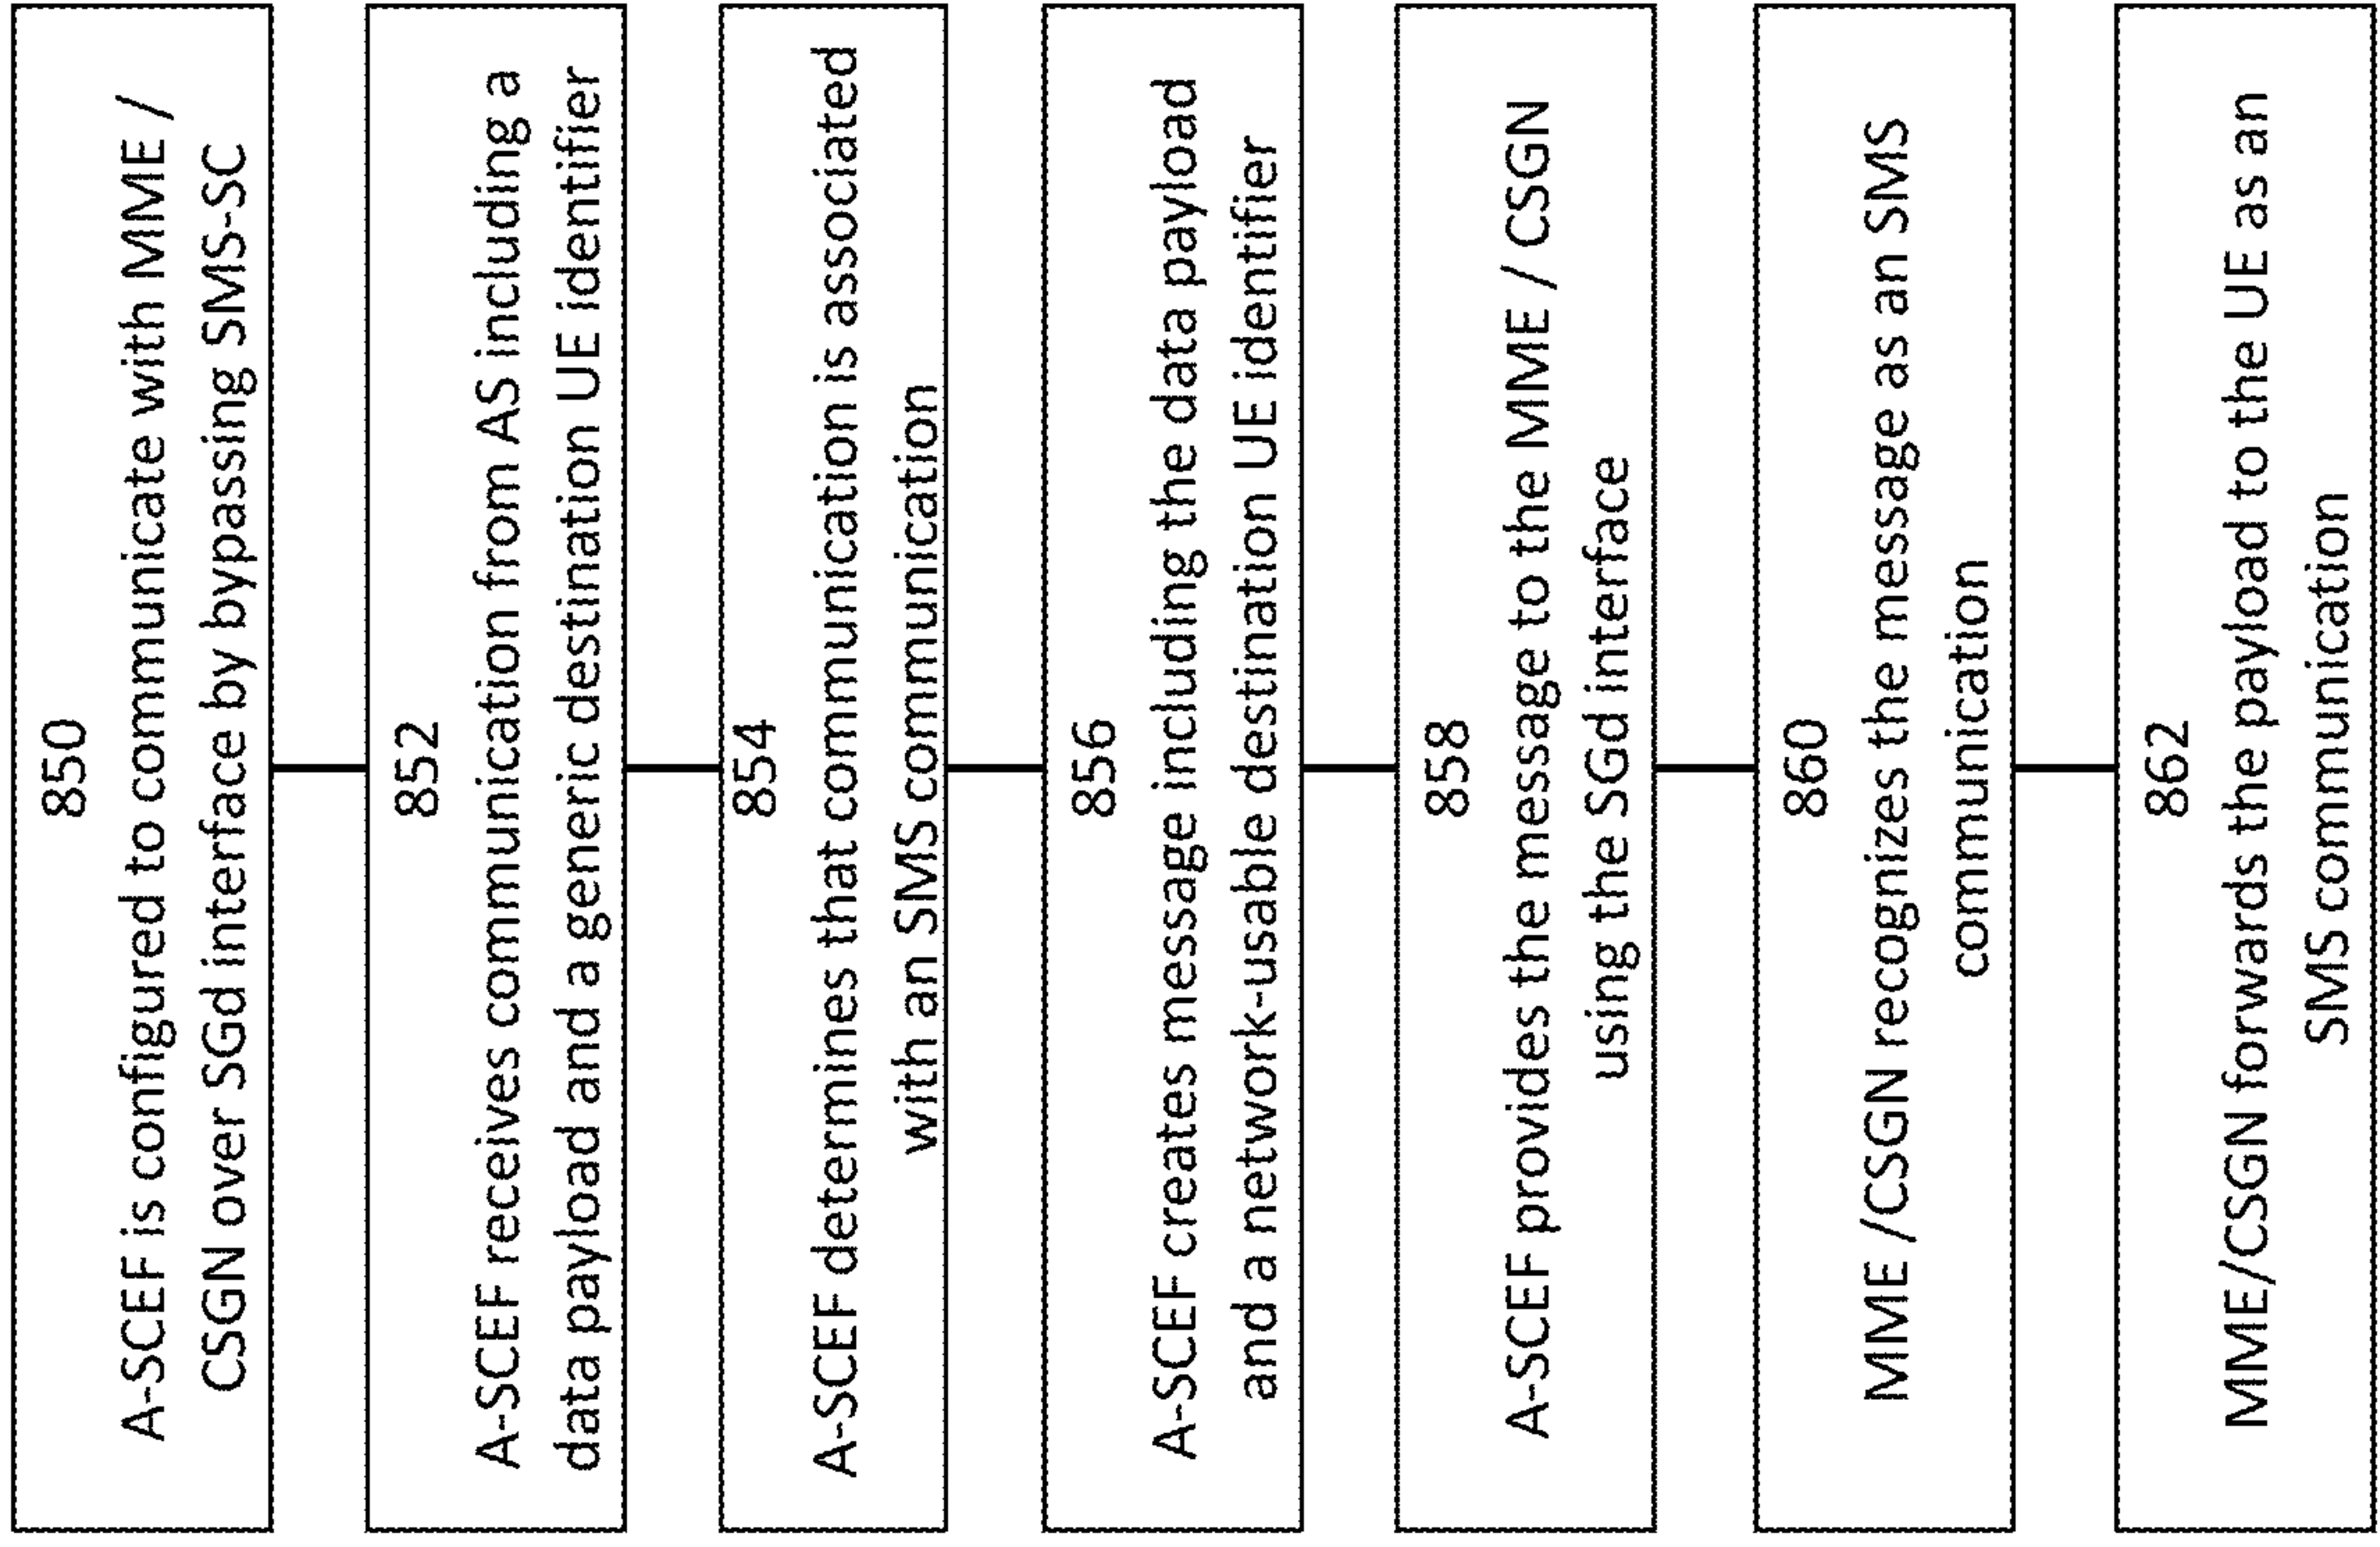 850
A-SCEF is configured to communicate with MME /
CSGN over SGd interface by bypassing SMS-SC
852
A-SCEF receives communication from AS including a
data payload and a generic destination UE identifier
854
A-SCEF determines that communication is associated
with an SMS communication
856
A-SCEF creates message including the data payload
and a network-usable destination UE identifier
858
A-SCEF provides the message to the MME / CSGN
using the SGd interface
860
MME /CSGN recognizes the message as an SMS
communication
862
MME/CSGN forwards the payload to the UE as an
SMS communication